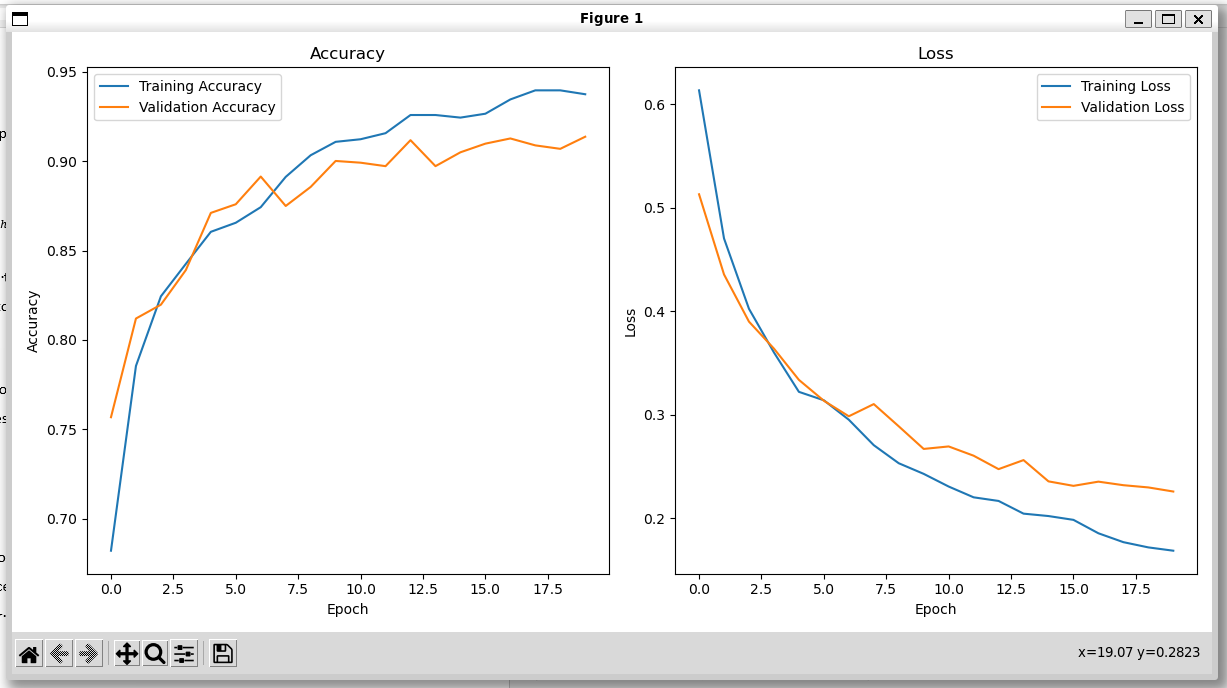 Figure 1
Accuracy
Training Accuracy
Validation Accuracy
0.95
0.90
0.85
0.80
0.75
0.70
Accuracy
0.0 2.5 5.0 7.5 10.0 12.5 15.0 17.5
Epoch
Loss
Training Loss
Validation Loss
0.6
0.5
0.4
0.3
0.2
Loss
0.0 2.5 5.0 7.5 10.0 12.5 15.0 17.5
Epoch
x=19.07 y=0.2823